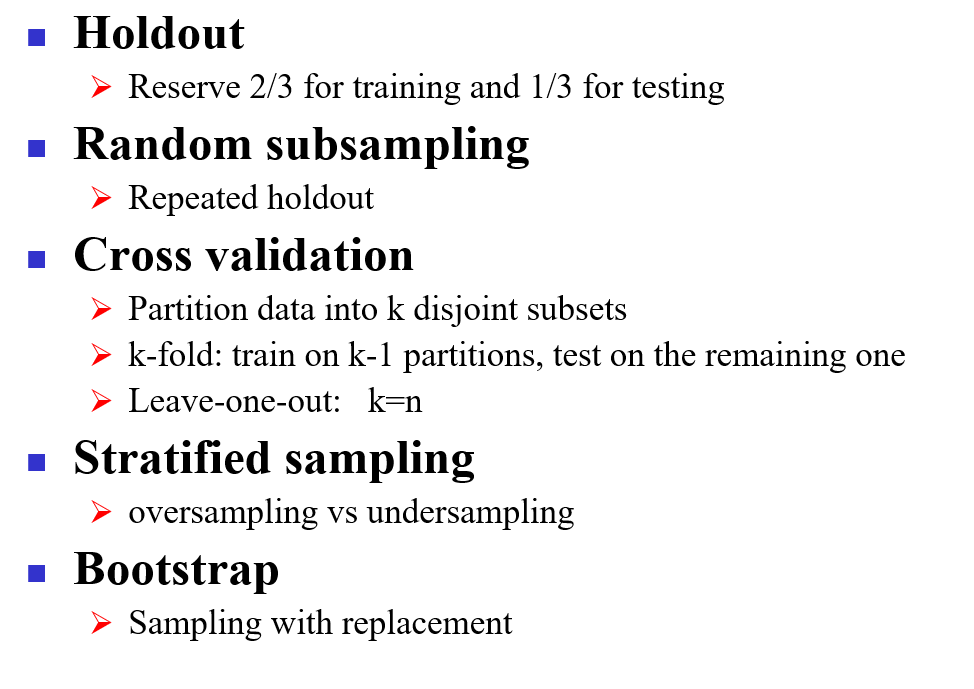 Holdout
Reserve 2/3 for training and 1/3 for testing
Random subsampling
Repeated holdout
Cross validation
Partition data into k disjoint subsets
k-fold: train on k-1 partitions, test on the remaining one
Leave-one-out:   k=n
Stratified sampling
oversampling vs undersampling
Bootstrap
Sampling with replacement